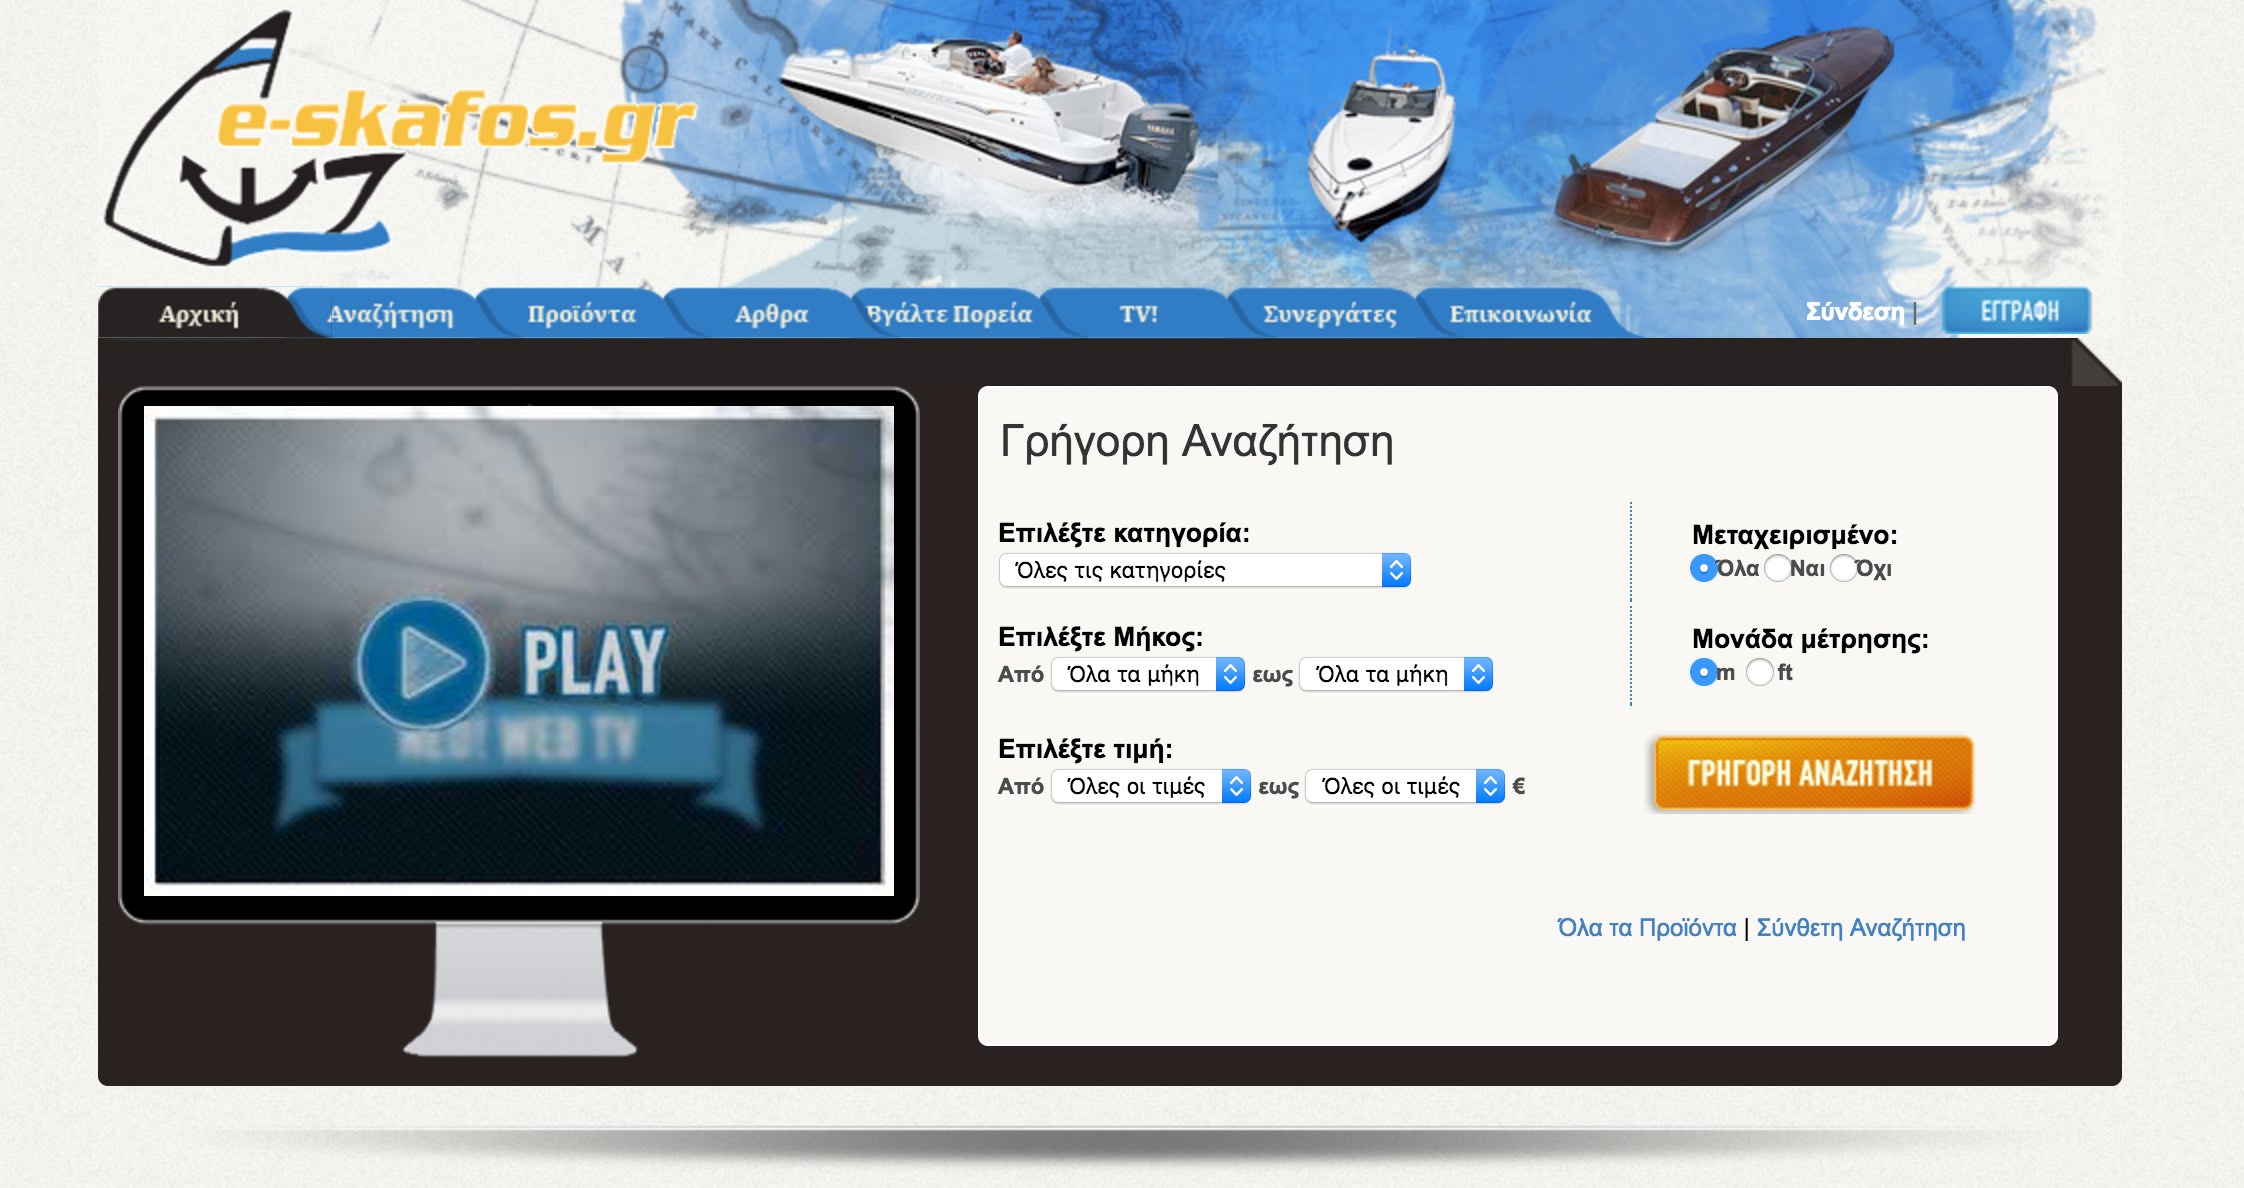 e-skafos.gr
YAMAHA
Αρχική
Αναζήτηση
Προϊόντα
Αρθρα
Βγάλτε Πορεία
TV!
Συνεργάτες
Επικοινωνία
Σύνδεση |
ΕΓΓΡΑΦΗ
PLAY
ΝΕΟ! WEB TV
Γρήγορη Αναζήτηση
Επιλέξτε κατηγορία:
Όλες τις κατηγορίες
Επιλέξτε Μήκος:
Από Όλα τα μήκη εως Όλα τα μήκη
Επιλέξτε τιμή:
Από Όλες οι τιμές εως Όλες οι τιμές €
Μεταχειρισμένο:
Όλα Ναι Όχι
Μονάδα μέτρησης:
m ft
ΓΡΗΓΟΡΗ ΑΝΑΖΗΤΗΣΗ
Όλα τα Προϊόντα | Σύνθετη Αναζήτηση